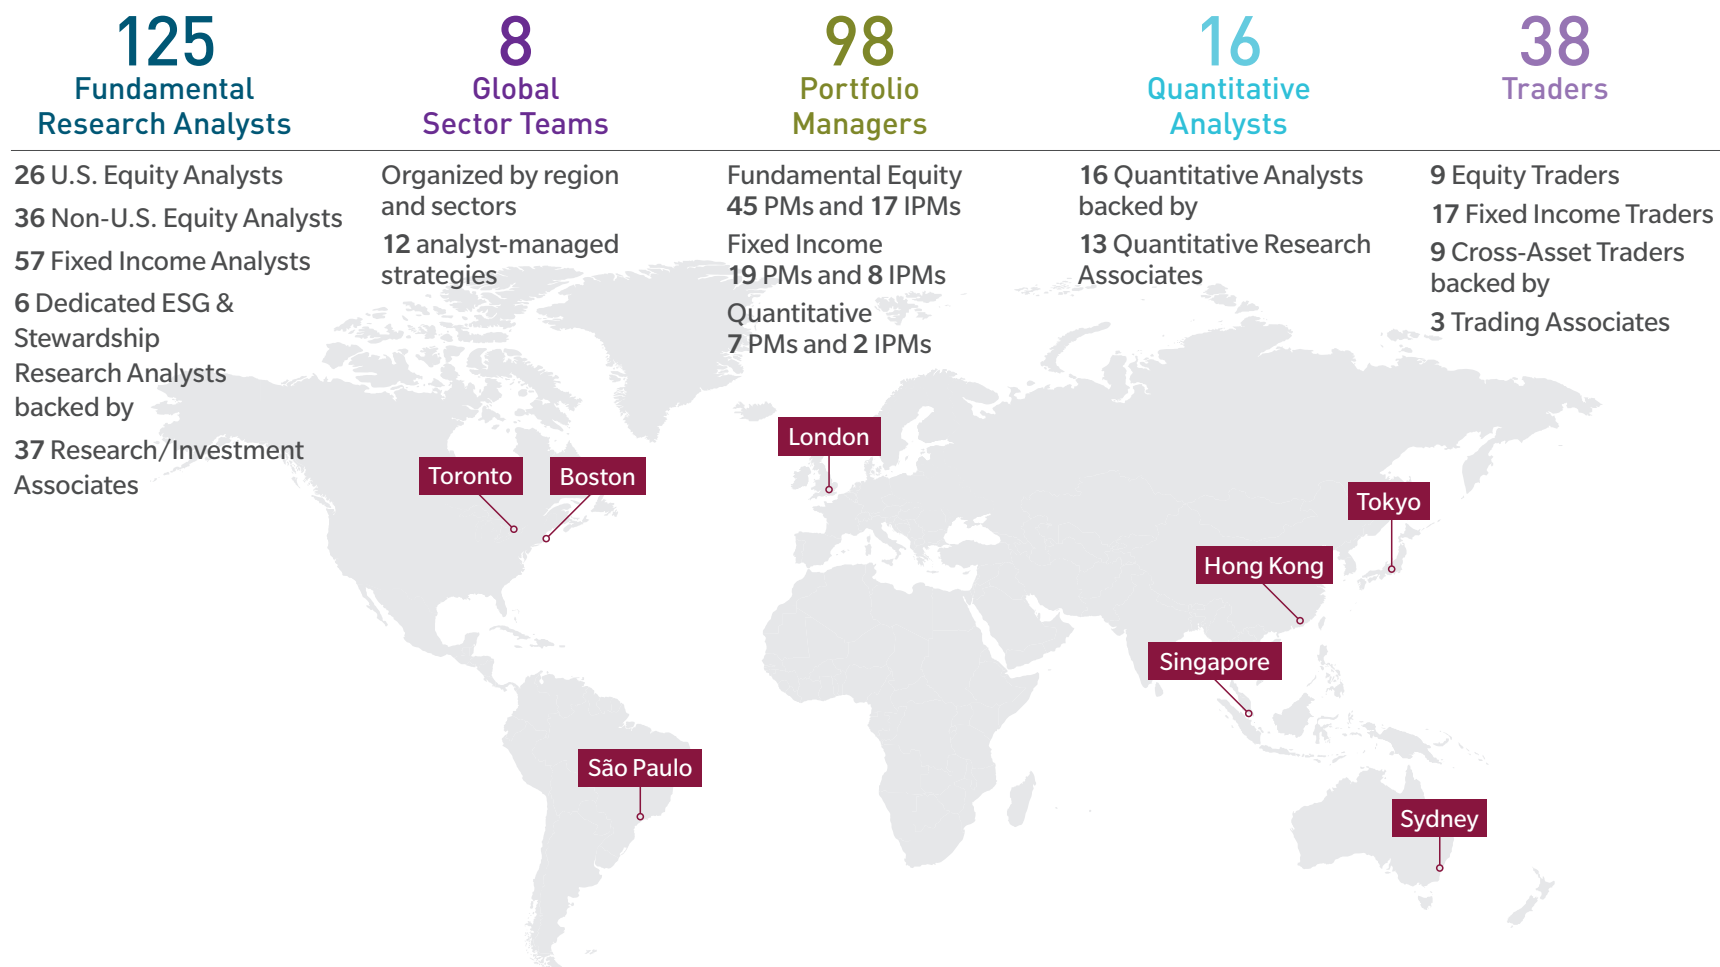 125
Fundamental
Research Analysts
26 U.S. Equity Analysts
36 Non-U.S. Equity Analysts
57 Fixed Income Analysts
6 Dedicated ESG &
Stewardship
Research Analysts
backed by
37 Research/Investment
Associates
8
Global
Sector Teams
Organized by region
and sectors
12 analyst-managed
strategies
98
Portfolio
Managers
Fundamental Equity
45 PMs and 17 IPMs
Fixed Income
19 PMs and 8 IPMs
Quantitative
7 PMs and 2 IPMs
16
Quantitative
Analysts
16 Quantitative Analysts
backed by
13 Quantitative Research
Associates
38
Traders
9 Equity Traders
17 Fixed Income Traders
9 Cross-Asset Traders
backed by
3 Trading Associates
London
Toronto
Boston
Tokyo
Hong Kong
Singapore
São Paulo
Sydney